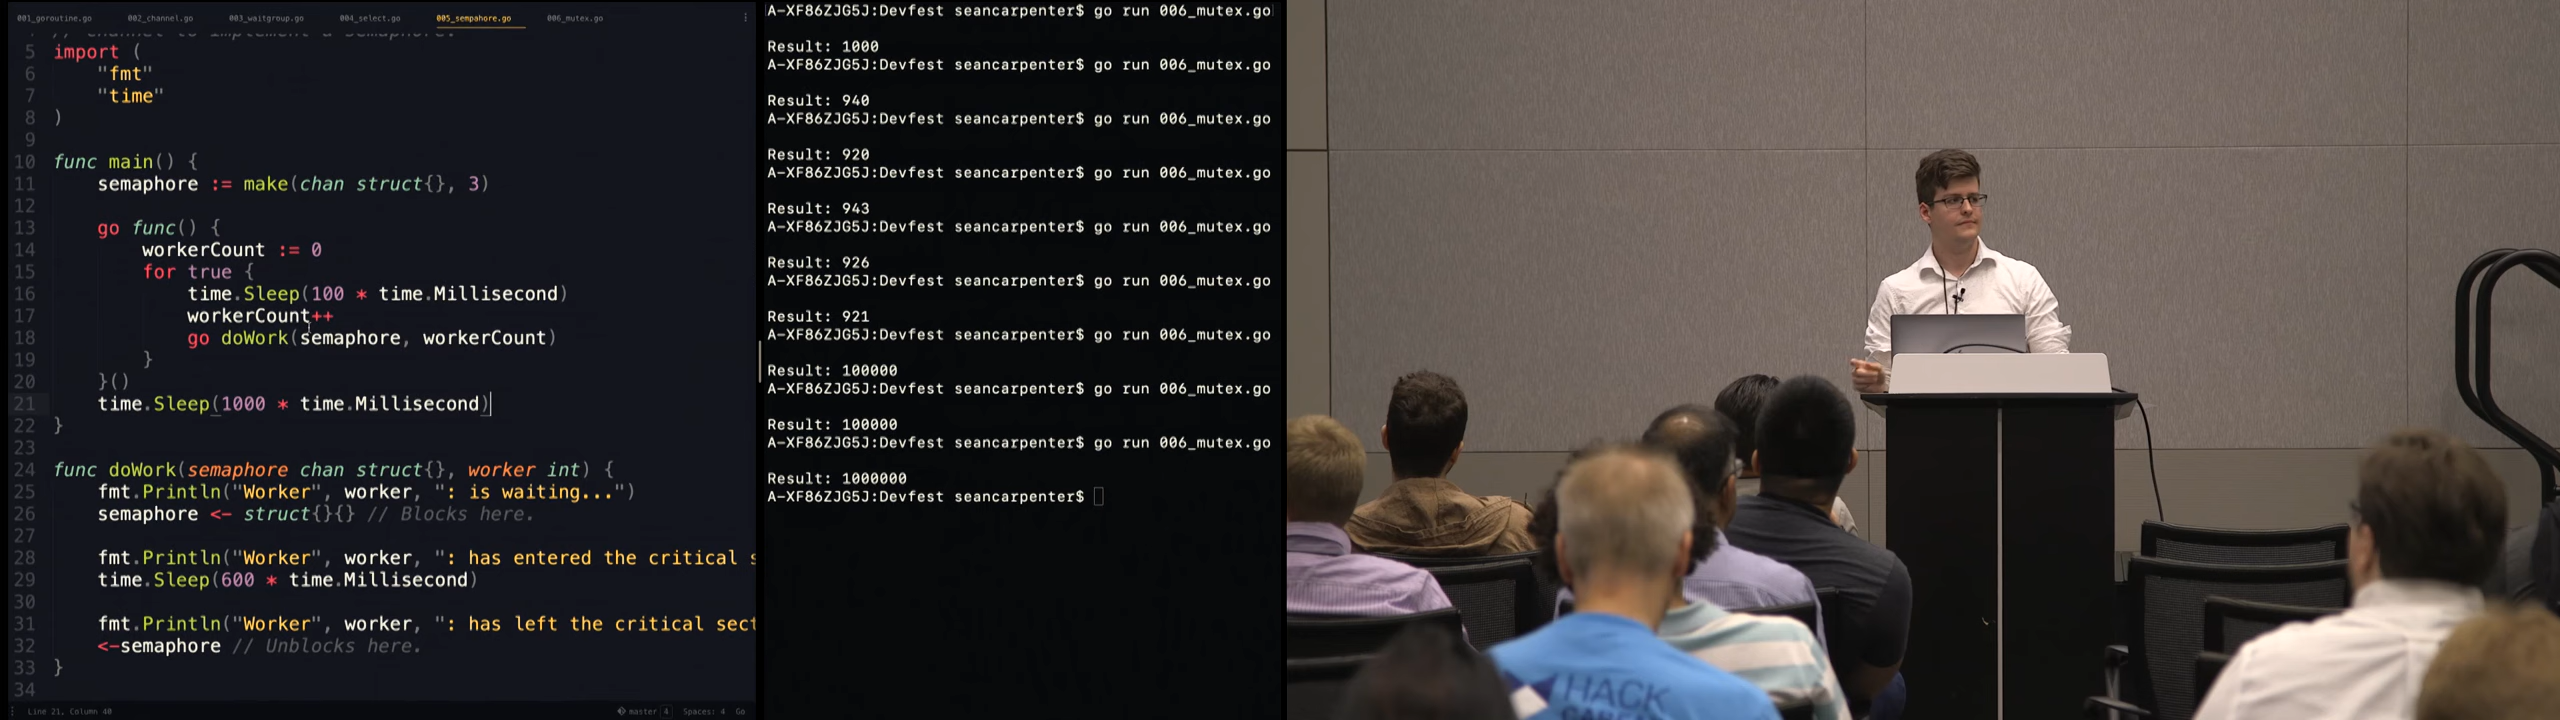 001_goroutine.go 002_channel.go 003_waitgroup.go 004_select.go 005_sempahore.go 006_mutex.go
4 // channel to implement a semaphore.
5 import (
6 "fmt"
7 "time"
8 )
9
10 func main() {
11 semaphore := make(chan struct{}, 3)
12
13 go func() {
14 workerCount := 0
15 for true {
16 time.Sleep(100 * time.Millisecond)
17 workerCount++
18 go doWork(semaphore, workerCount)
19 }
20 }()
21 time.Sleep(1000 * time.Millisecond)
22 }
23
24 func doWork(semaphore chan struct{}, worker int) {
25 fmt.Println("Worker", worker, ": is waiting...")
26 semaphore <- struct{}{} // Blocks here.
27
28 fmt.Println("Worker", worker, ": has entered the critical s
29 time.Sleep(600 * time.Millisecond)
30
31 fmt.Println("Worker", worker, ": has left the critical sect
32 <-semaphore // Unblocks here.
33 }
34
Line 21, Column 40 master 4 Spaces: 4 Go
A-XF86ZJG5J:Devfest seancarpenter$ go run 006_mutex.go
Result: 1000
A-XF86ZJG5J:Devfest seancarpenter$ go run 006_mutex.go
Result: 940
A-XF86ZJG5J:Devfest seancarpenter$ go run 006_mutex.go
Result: 920
A-XF86ZJG5J:Devfest seancarpenter$ go run 006_mutex.go
Result: 943
A-XF86ZJG5J:Devfest seancarpenter$ go run 006_mutex.go
Result: 926
A-XF86ZJG5J:Devfest seancarpenter$ go run 006_mutex.go
Result: 921
A-XF86ZJG5J:Devfest seancarpenter$ go run 006_mutex.go
Result: 100000
A-XF86ZJG5J:Devfest seancarpenter$ go run 006_mutex.go
Result: 100000
A-XF86ZJG5J:Devfest seancarpenter$ go run 006_mutex.go
Result: 1000000
A-XF86ZJG5J:Devfest seancarpenter$
HACK